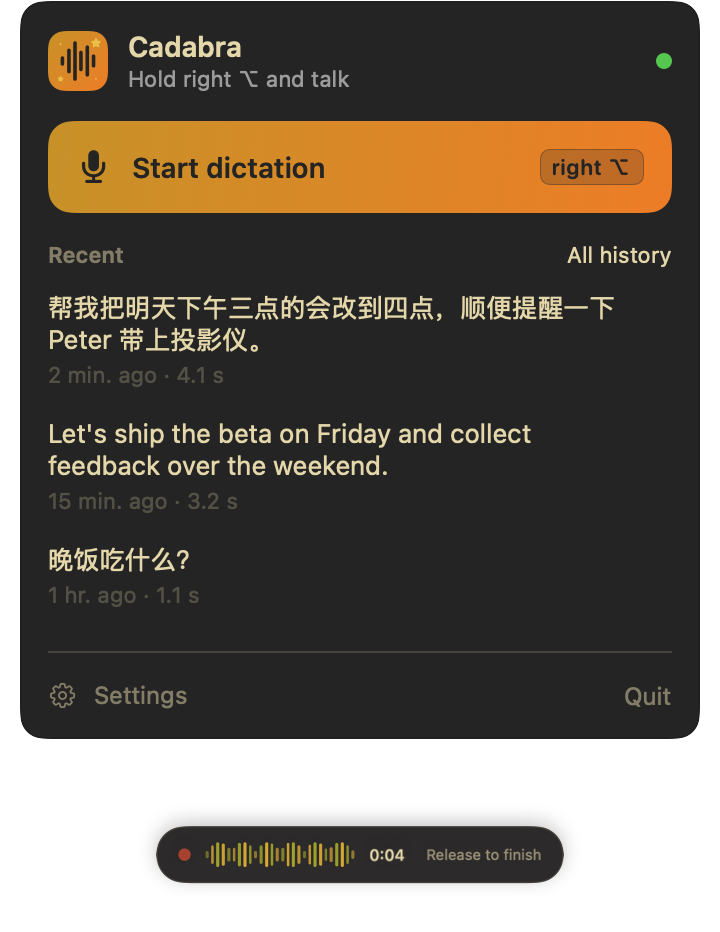 Cadabra
Hold right ⌥ and talk
Start dictation
right ⌥
Recent
All history
帮我把明天下午三点的会改到四点，顺便提醒一下
Peter 带上投影仪。
2 min. ago · 4.1 s
Let's ship the beta on Friday and collect
feedback over the weekend.
15 min. ago · 3.2 s
晚饭吃什么?
1 hr. ago · 1.1 s
Settings
Quit
0:04
Release to finish